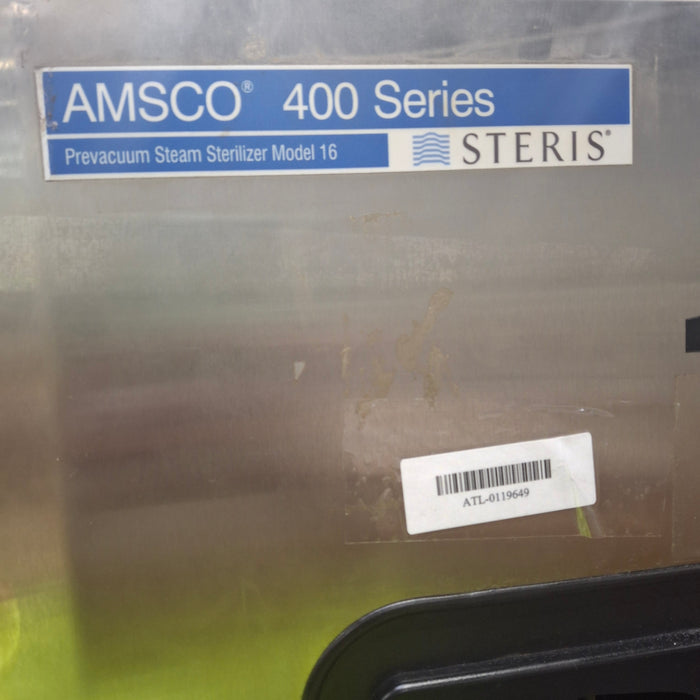 AMSCO® 400 Series
Prevacuum Steam Sterilizer Model 16
STERIS®
ATL-0119649